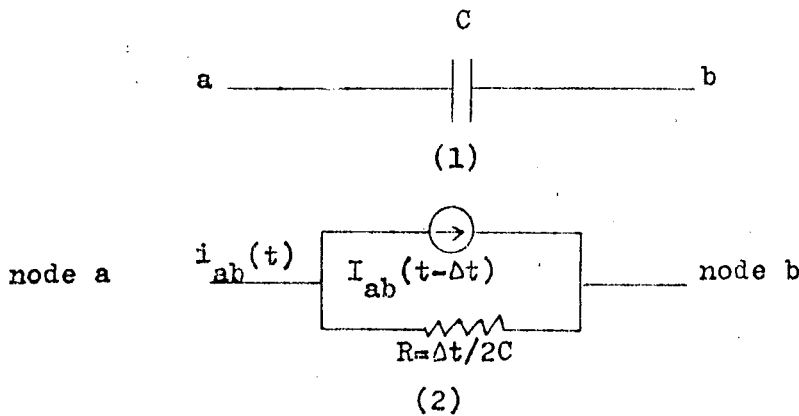 C
a b
(1)
node a i_ab(t) I_ab(t-Δt) node b
R=Δt/2C
(2)